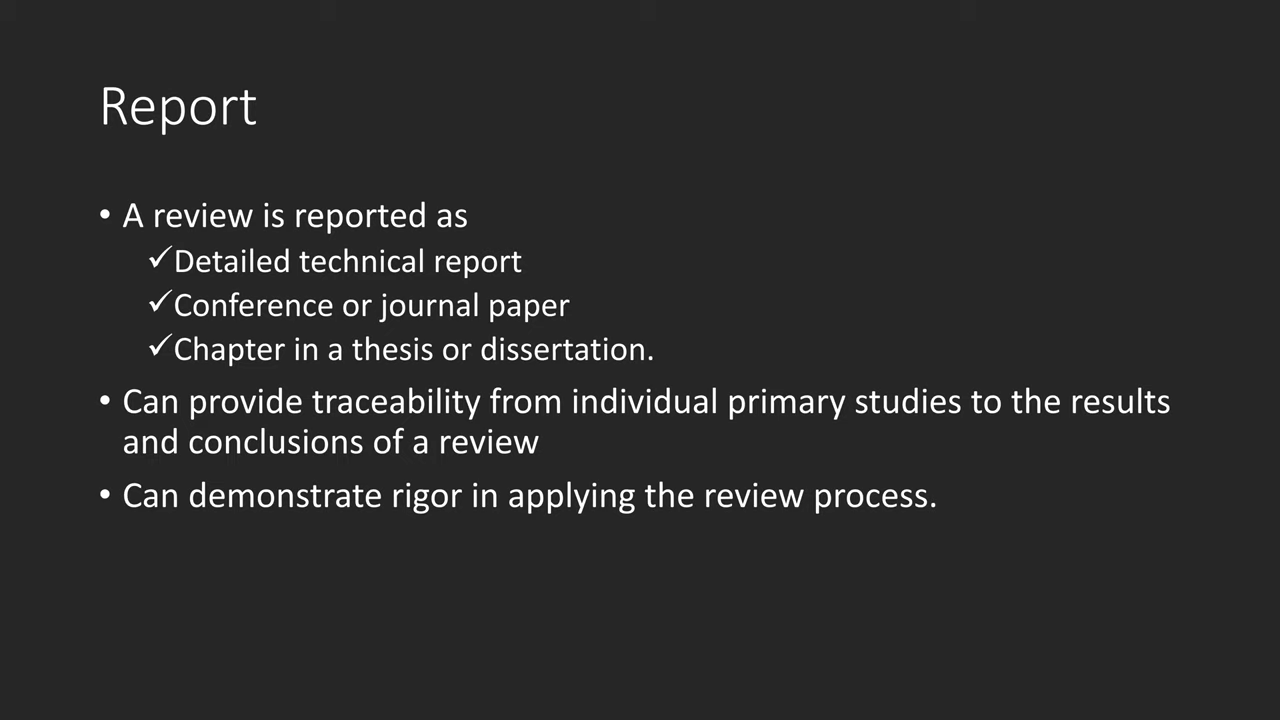 Report
• A review is reported as
✓Detailed technical report
✓Conference or journal paper
✓Chapter in a thesis or dissertation.
• Can provide traceability from individual primary studies to the results
and conclusions of a review
• Can demonstrate rigor in applying the review process.